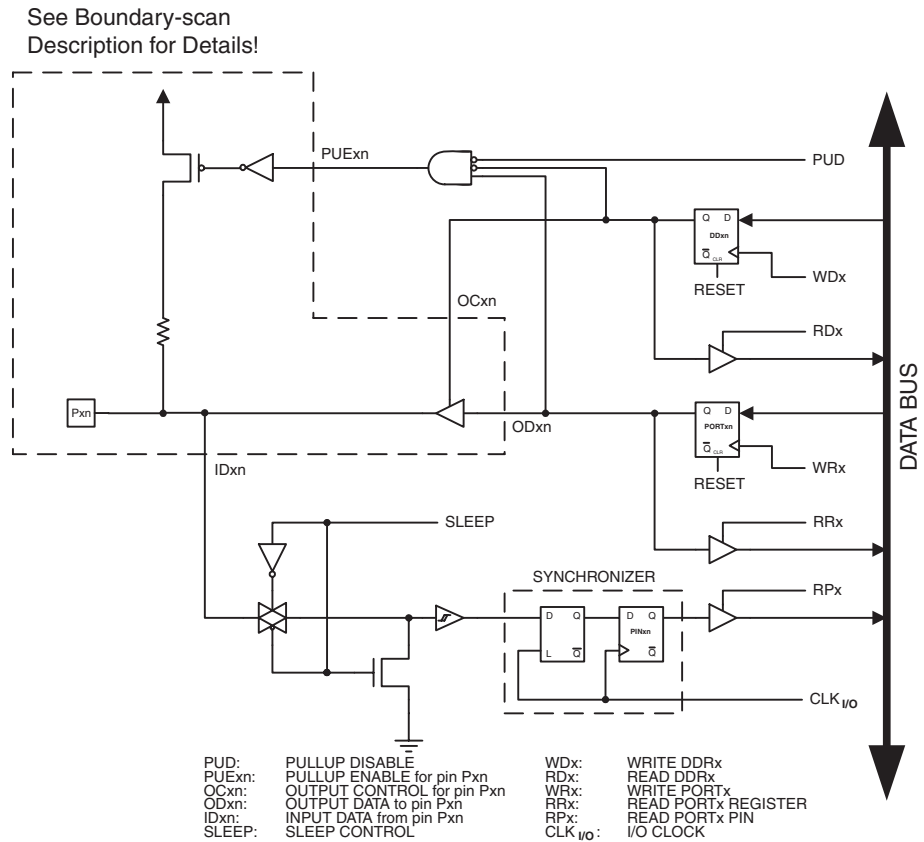 See Boundary-scan
Description for Details!
PUExn
PUD
Q D
DDxn
Q CLR
WDx
RESET
OCxn
RDx
Pxn
ODxn
Q D
PORTxn
Q CLR
WRx
RESET
IDxn
DATA BUS
SLEEP
RRx
SYNCHRONIZER
RPx
D Q
L Q
D Q
PINxn
Q
CLK I/O
PUD: PULLUP DISABLE
PUExn: PULLUP ENABLE for pin Pxn
OCxn: OUTPUT CONTROL for pin Pxn
ODxn: OUTPUT DATA to pin Pxn
IDxn: INPUT DATA from pin Pxn
SLEEP: SLEEP CONTROL
WDx: WRITE DDRx
RDx: READ DDRx
WRx: WRITE PORTx
RRx: READ PORTx REGISTER
RPx: READ PORTx PIN
CLK I/O: I/O CLOCK